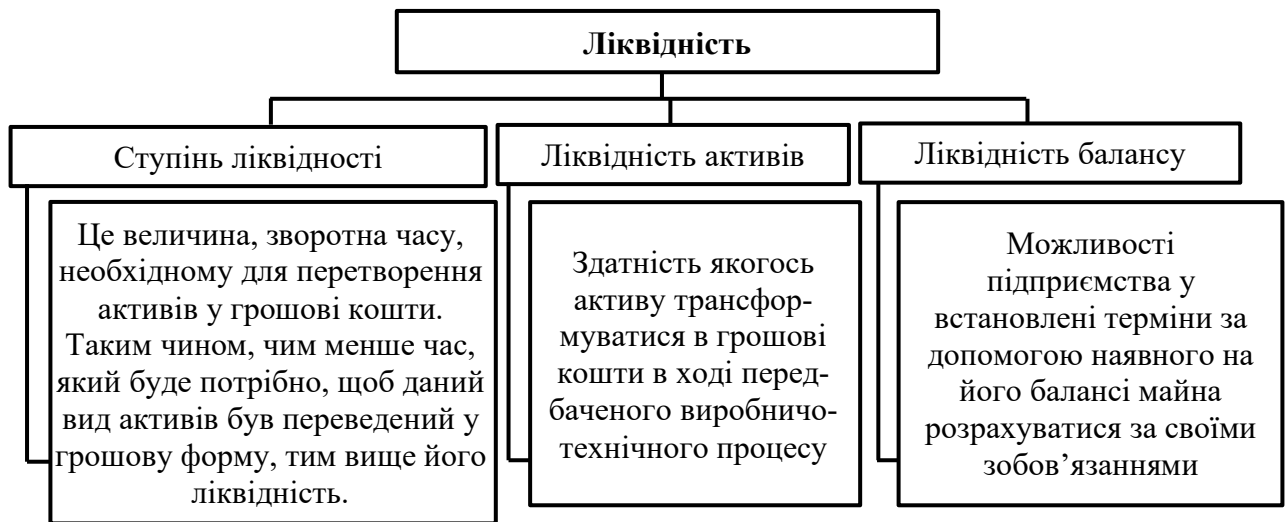 Ліквідність
Ступінь ліквідності
Це величина, зворотна часу,
необхідному для перетворення
активів у грошові кошти.
Таким чином, чим менше час,
який буде потрібно, щоб даний
вид активів був переведений у
грошову форму, тим вище його
ліквідність.
Ліквідність активів
Здатність якогось
активу трансфор-
муватися в грошові
кошти в ході перед-
баченого виробничо-
технічного процесу
Ліквідність балансу
Можливості
підприємства у
встановлені терміни за
допомогою наявного на
його балансі майна
розрахуватися за своїми
зобов’язаннями